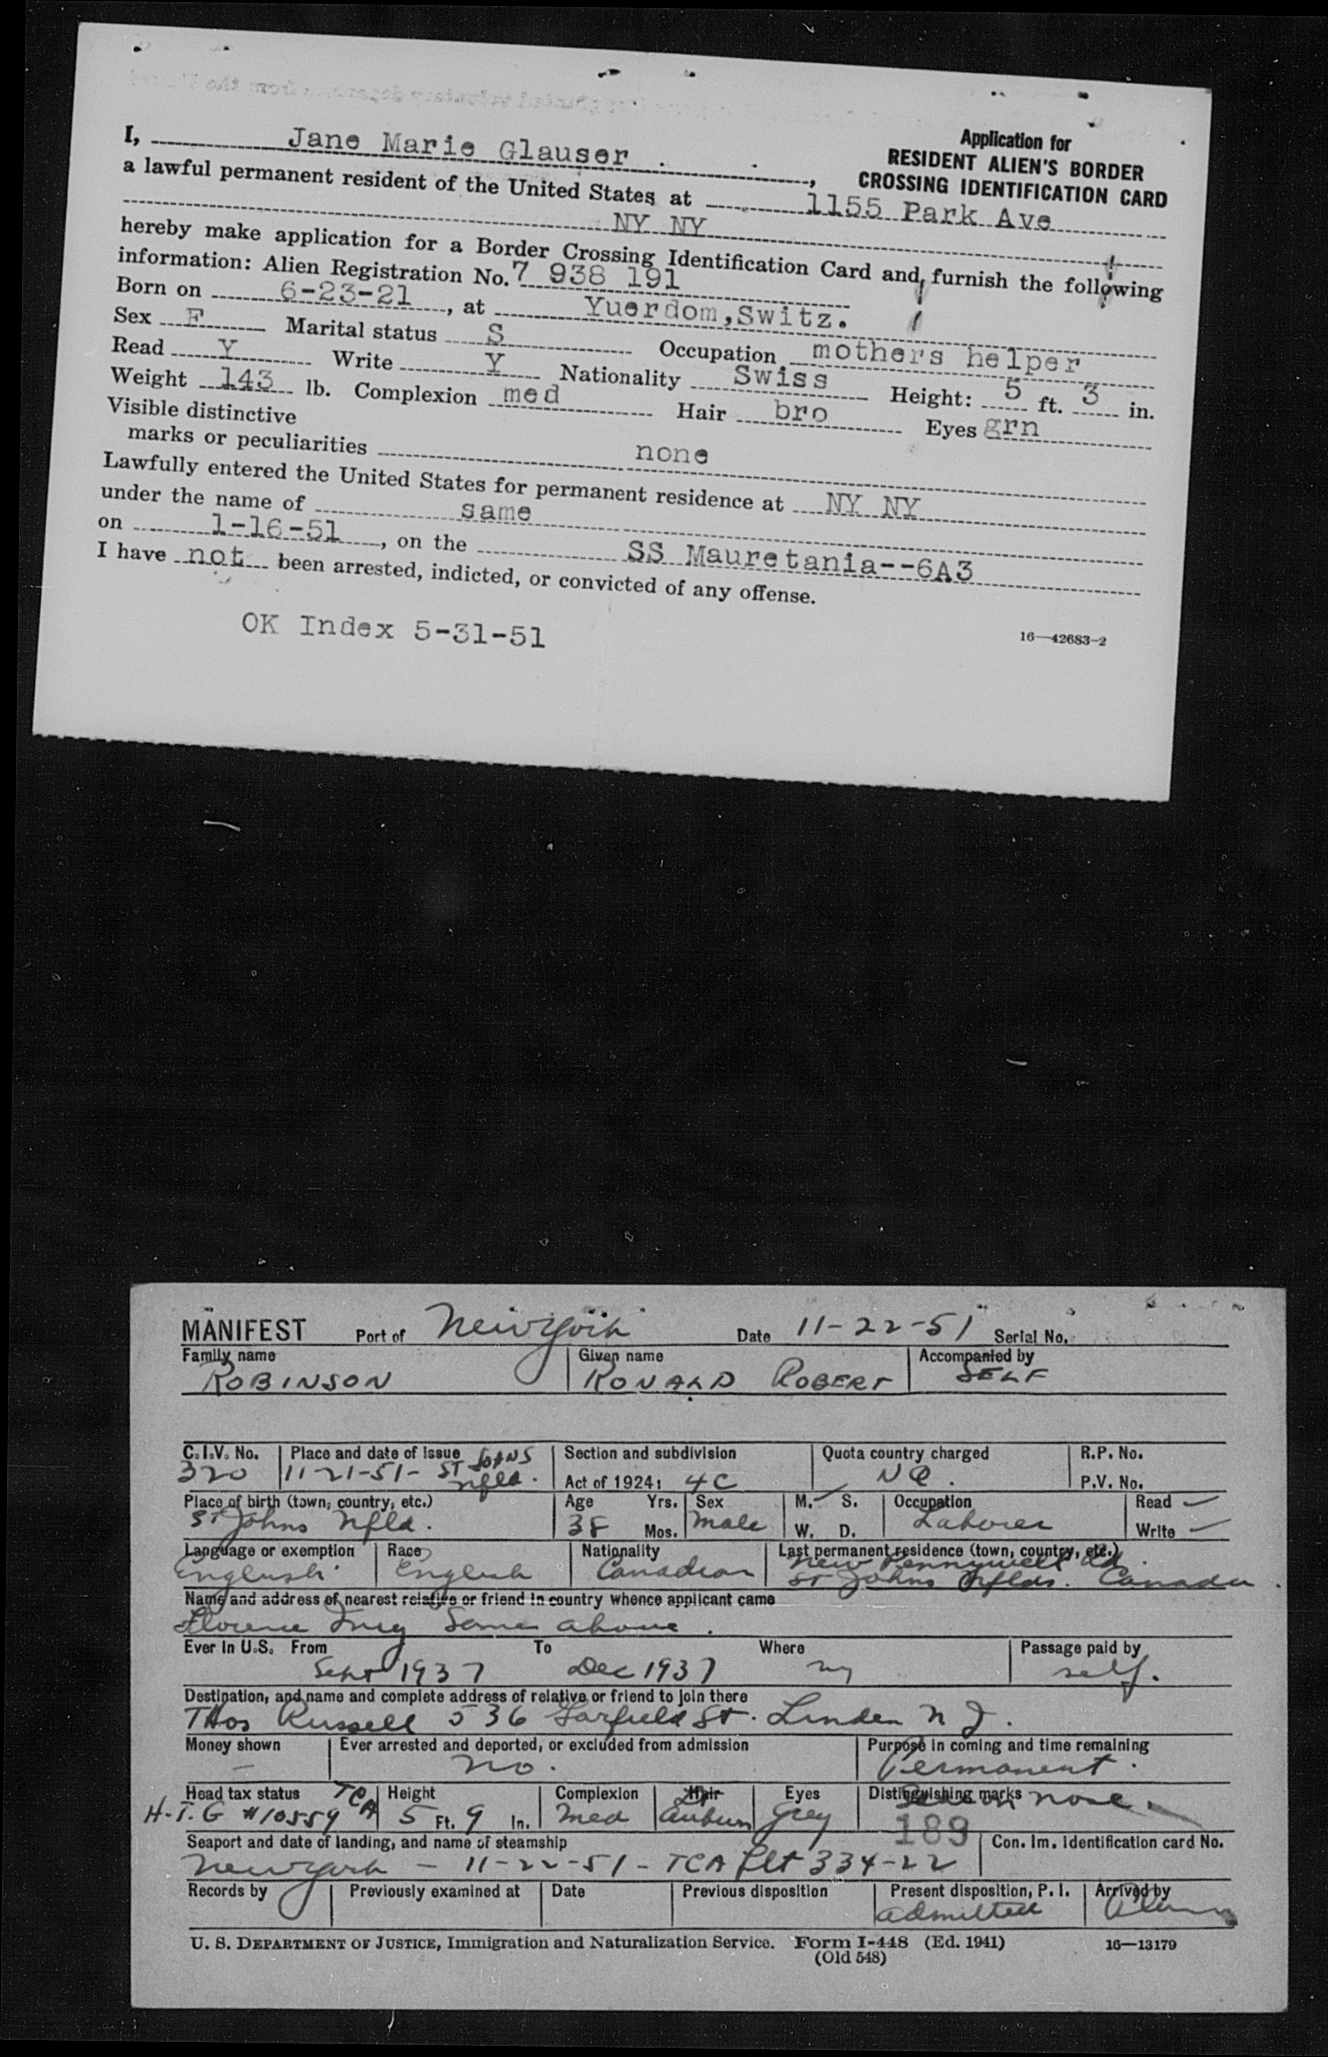 Application for
RESIDENT ALIEN'S BORDER
CROSSING IDENTIFICATION CARD
I, Jane Marie Glauser,
a lawful permanent resident of the United States at 1155 Park Ave
NY NY
hereby make application for a Border Crossing Identification Card and furnish the following
information: Alien Registration No. 7 938 191
Born on 6-23-21, at Yuerdom,Switz.
Sex F Marital status S Occupation mothers helper
Read Y Write Y Nationality Swiss Height: 5 ft. 3 in.
Weight 143 lb. Complexion med Hair bro Eyes grn
Visible distinctive
marks or peculiarities none
Lawfully entered the United States for permanent residence at NY NY
under the name of same
on 1-16-51, on the SS Mauretania--6A3
I have not been arrested, indicted, or convicted of any offense.
OK Index 5-31-51
16—42683-2
MANIFEST Port of New York Date 11-22-51 Serial No.
Family name Given name Accompanied by
ROBINSON RONALD ROBERT SELF
C.I.V. No. Place and date of issue Section and subdivision Quota country charged R.P. No.
320 11-21-51- ST JOHNS Nfld. Act of 1924: 4C NQ. P.V. No.
Place of birth (town, country, etc.) Age Yrs. Sex M. S. Occupation Read
St Johns Nfld. 38 Mos. Male W. D. Laborer Write
Language or exemption Race Nationality Last permanent residence (town, country, etc.)
English English Canadian New Pennywell Rd.
St Johns Nflds. Canada
Name and address of nearest relative or friend in country whence applicant came
Florence Same above.
Ever in U.S. From To Where Passage paid by
Sept 1937 Dec 1937 NY self.
Destination, and name and complete address of relative or friend to join there
Thos Russell 536 Garfield St. Linden N J.
Money shown Ever arrested and deported, or excluded from admission Purpose in coming and time remaining
— No. Permanent.
Head tax status TCA Height Complexion Hair Eyes Distinguishing marks
H.T.G #10559 5 Ft. 9 In. Med Auburn Grey nose.
189
Seaport and date of landing, and name of steamship Con. Im. Identification card No.
New York - 11-22-51- TCA Flt 334-22
Records by Previously examined at Date Previous disposition Present disposition, P. I. Arrived by
admitted
U. S. DEPARTMENT OF JUSTICE, Immigration and Naturalization Service. Form I-448 (Ed. 1941) 16—13179
(Old 548)